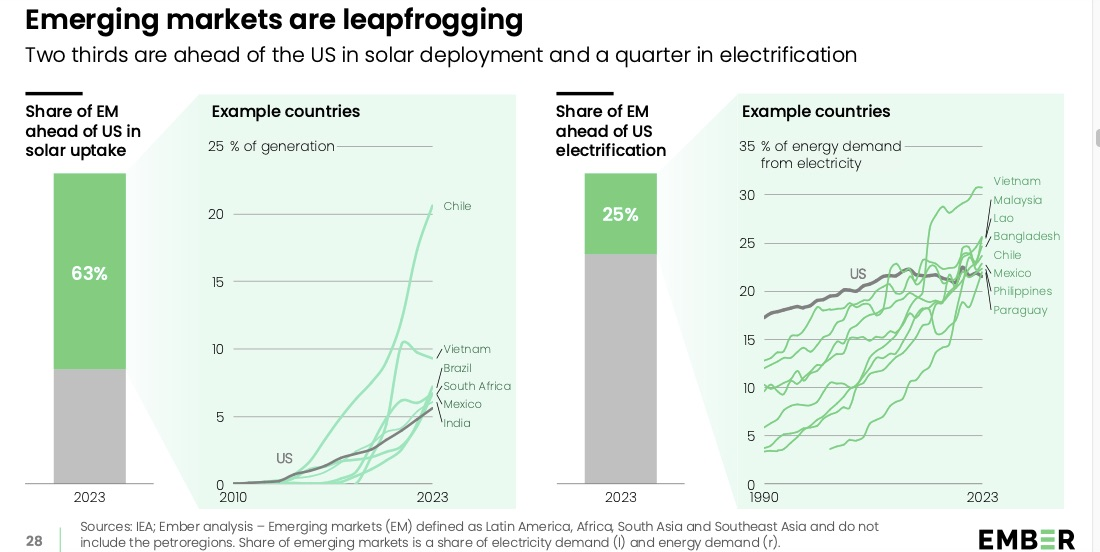 Emerging markets are leapfrogging
Two thirds are ahead of the US in solar deployment and a quarter in electrification
Share of EM
ahead of US in
solar uptake
63%
2023
Example countries
25 % of generation
20
15
10
5
0
2010
2023
US
Chile
Vietnam
Brazil
South Africa
Mexico
India
Share of EM
ahead of US
electrification
25%
2023
Example countries
35 % of energy demand
from electricity
30
25
20
15
10
5
0
1990
2023
US
Vietnam
Malaysia
Lao
Bangladesh
Chile
Mexico
Philippines
Paraguay
28
Sources: IEA; Ember analysis – Emerging markets (EM) defined as Latin America, Africa, South Asia and Southeast Asia and do not
include the petroregions. Share of emerging markets is a share of electricity demand (l) and energy demand (r).
EMBER